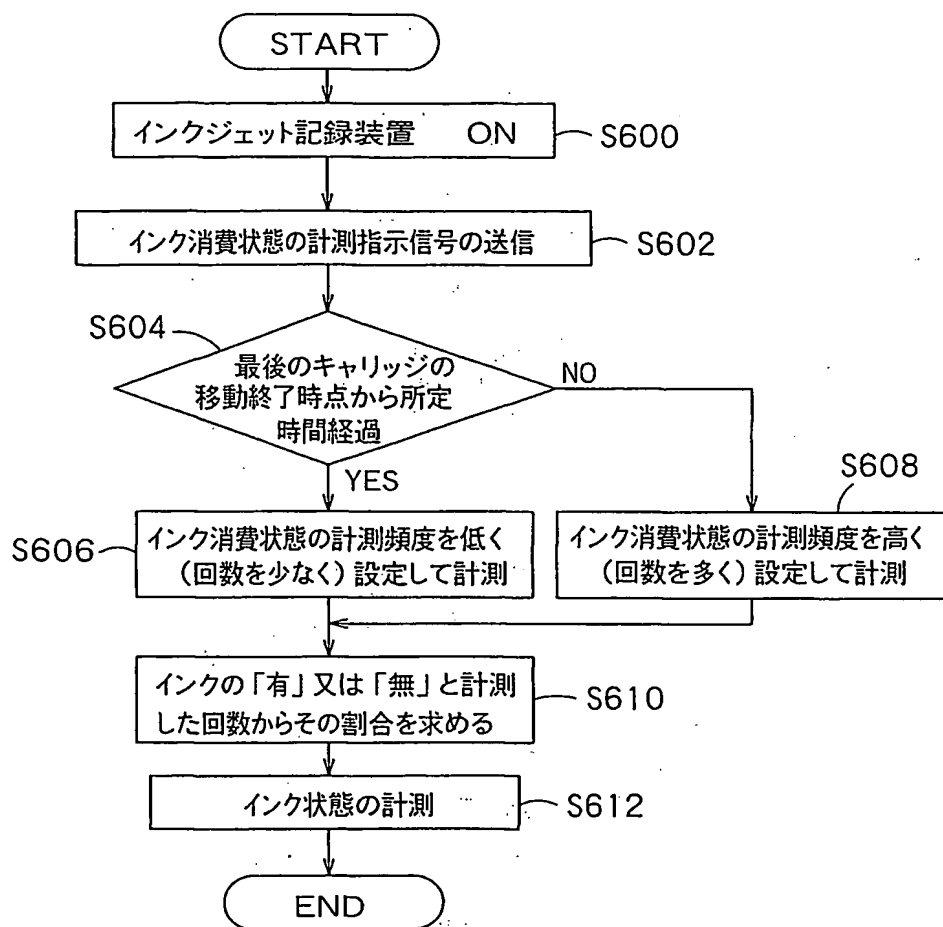 START
インクジェット記録装置 ON
S600
インク消費状態の計測指示信号の送信
S602
S604
最後のキャリッジの
移動終了時点から所定
時間経過
NO
YES
S608
S606
インク消費状態の計測頻度を低く
(回数を少なく)設定して計測
インク消費状態の計測頻度を高く
(回数を多く)設定して計測
インクの「有」又は「無」と計測
した回数からその割合を求める
S610
インク状態の計測
S612
END